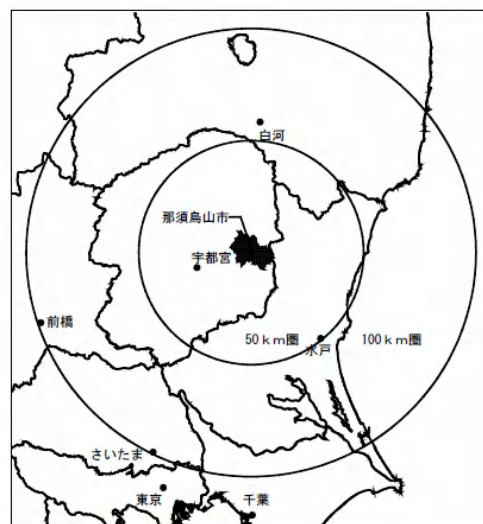 白河
那須烏山市
宇都宮
前橋
50km圏
100km圏
水戸
さいたま
東京
千葉